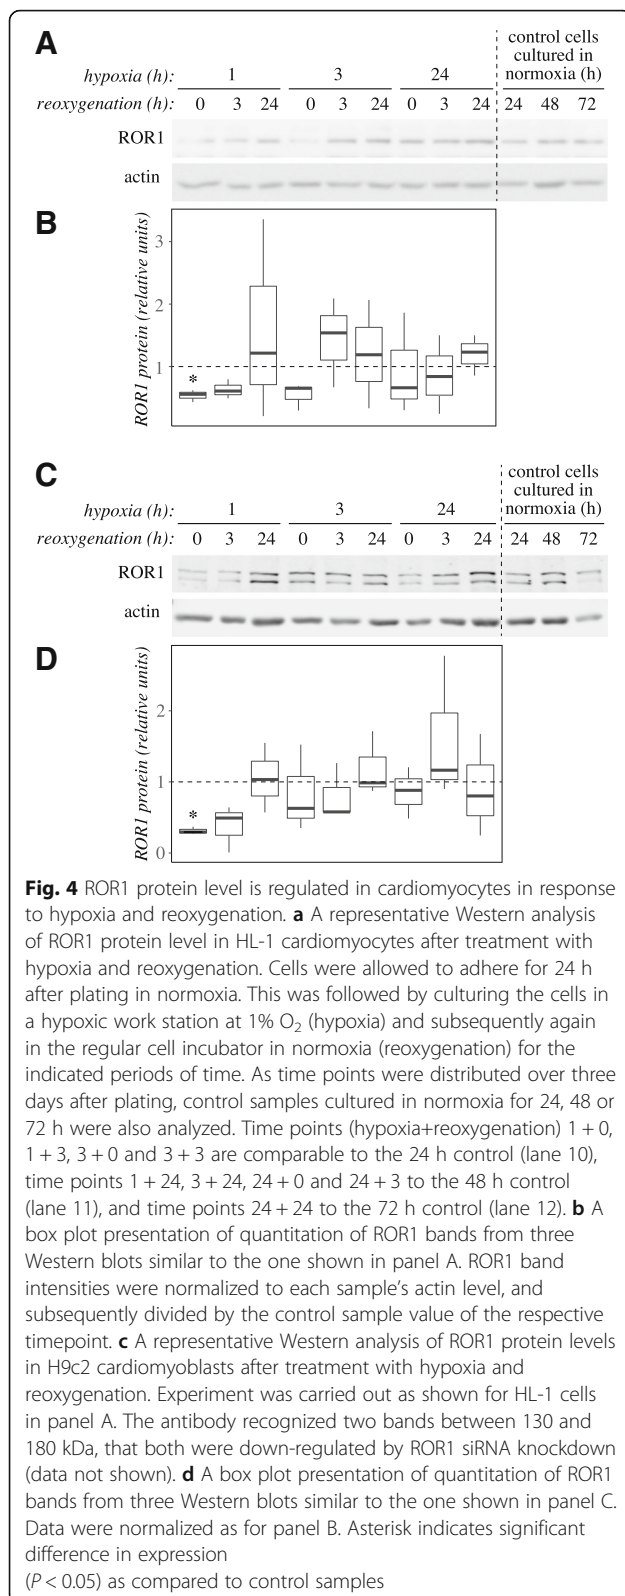 A
control cells
cultured in
normoxia (h)
hypoxia (h): 1 3 24
reoxygenation (h): 0 3 24 0 3 24 0 3 24 24 48 72
ROR1
actin
B
ROR1 protein (relative units)
3
2
1
*
C
control cells
cultured in
normoxia (h)
hypoxia (h): 1 3 24
reoxygenation (h): 0 3 24 0 3 24 0 3 24 24 48 72
ROR1
actin
D
ROR1 protein (relative units)
2
1
0
*
Fig. 4 ROR1 protein level is regulated in cardiomyocytes in response
to hypoxia and reoxygenation. a A representative Western analysis
of ROR1 protein level in HL-1 cardiomyocytes after treatment with
hypoxia and reoxygenation. Cells were allowed to adhere for 24 h
after plating in normoxia. This was followed by culturing the cells in
a hypoxic work station at 1% O₂ (hypoxia) and subsequently again
in the regular cell incubator in normoxia (reoxygenation) for the
indicated periods of time. As time points were distributed over three
days after plating, control samples cultured in normoxia for 24, 48 or
72 h were also analyzed. Time points (hypoxia+reoxygenation) 1 + 0,
1 + 3, 3 + 0 and 3 + 3 are comparable to the 24 h control (lane 10),
time points 1 + 24, 3 + 24, 24 + 0 and 24 + 3 to the 48 h control
(lane 11), and time points 24 + 24 to the 72 h control (lane 12). b A
box plot presentation of quantitation of ROR1 bands from three
Western blots similar to the one shown in panel A. ROR1 band
intensities were normalized to each sample's actin level, and
subsequently divided by the control sample value of the respective
timepoint. c A representative Western analysis of ROR1 protein levels
in H9c2 cardiomyoblasts after treatment with hypoxia and
reoxygenation. Experiment was carried out as shown for HL-1 cells
in panel A. The antibody recognized two bands between 130 and
180 kDa, that both were down-regulated by ROR1 siRNA knockdown
(data not shown). d A box plot presentation of quantitation of ROR1
bands from three Western blots similar to the one shown in panel C.
Data were normalized as for panel B. Asterisk indicates significant
difference in expression
(P < 0.05) as compared to control samples